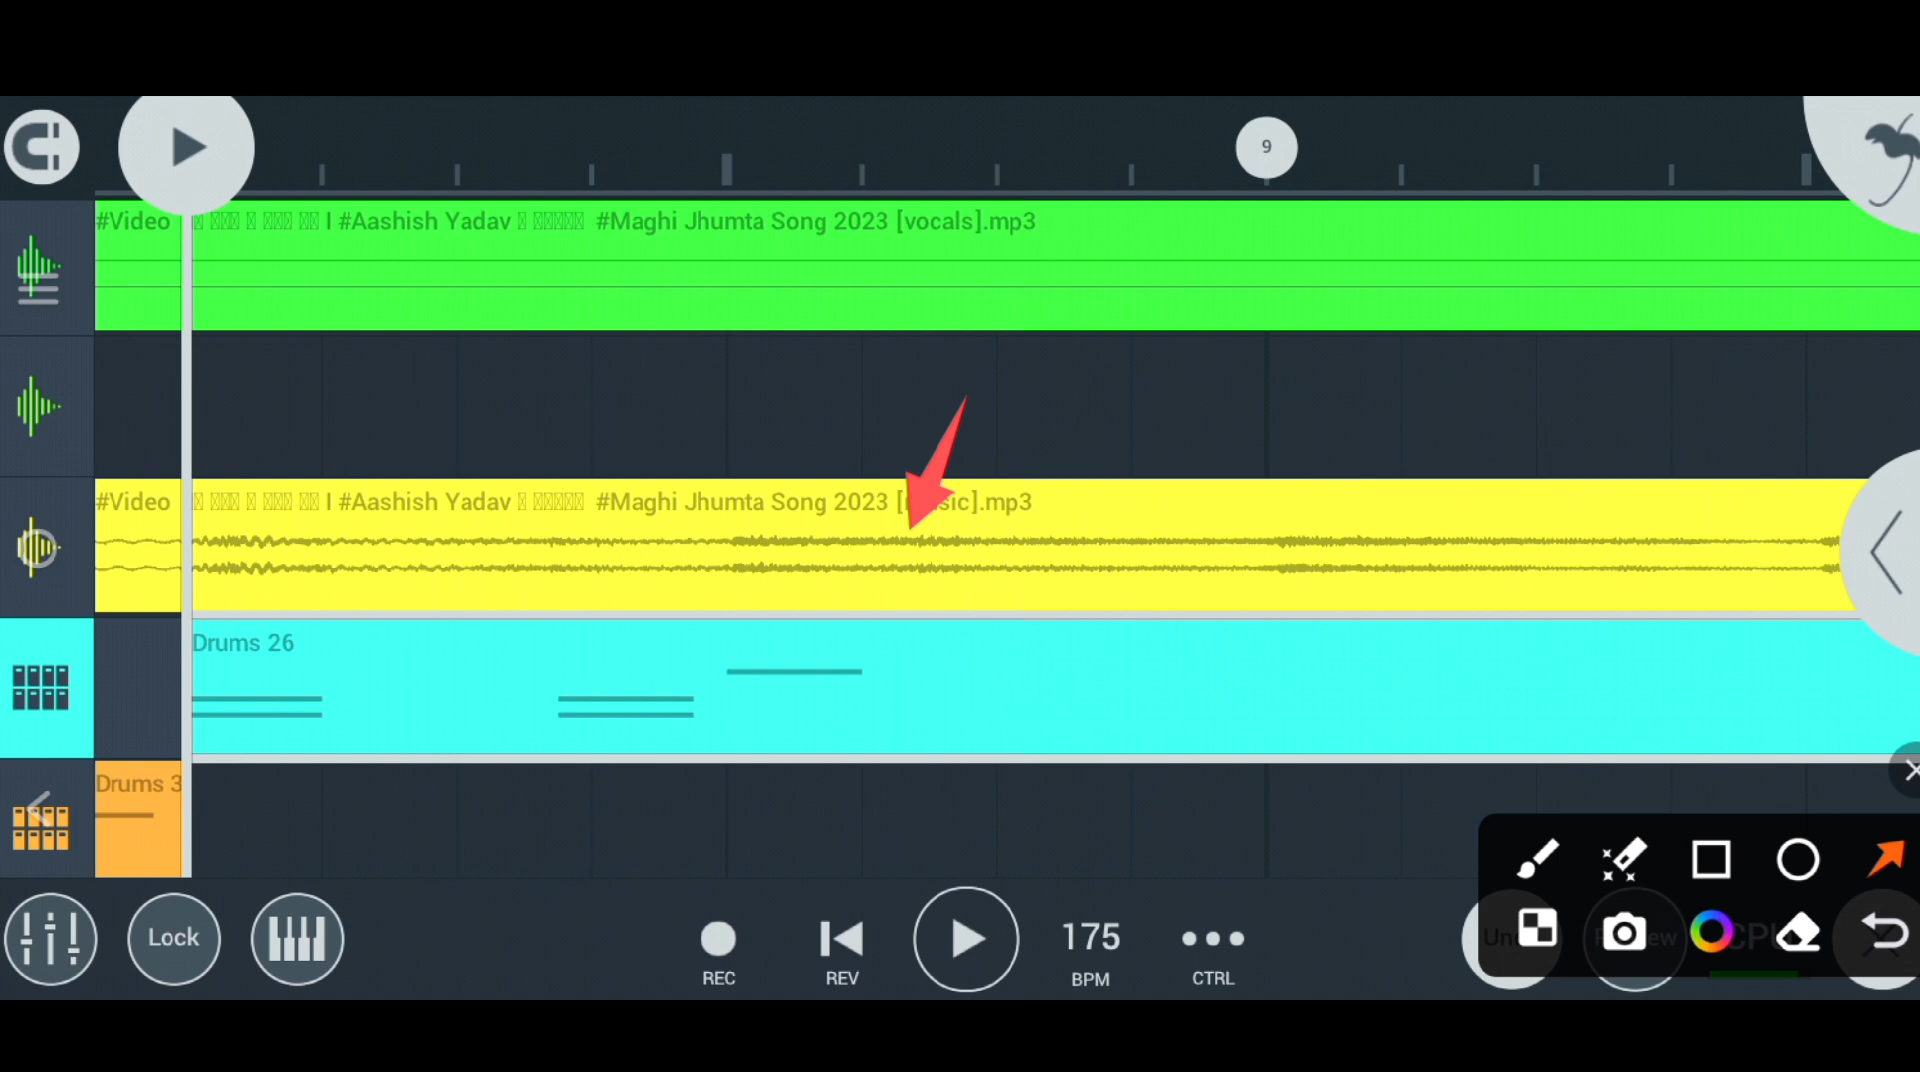 9
#Video I #Aashish Yadav #Maghi Jhumta Song 2023 [vocals].mp3
#Video I #Aashish Yadav #Maghi Jhumta Song 2023 .mp3
Drums 26
Drums 3
Lock
REC
REV
175
BPM
CTRL
CPU